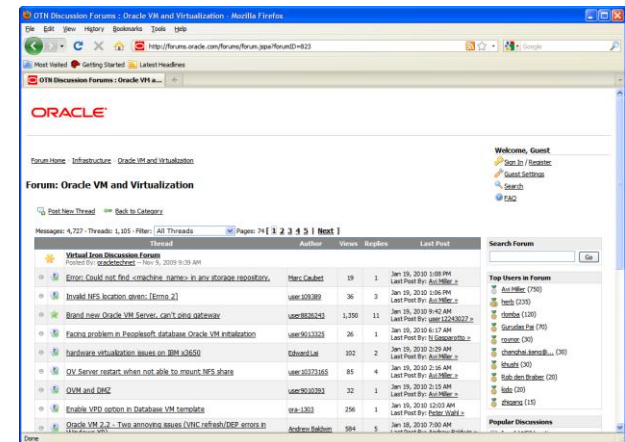 OTN Discussion Forums : Oracle VM and Virtualization - Mozilla Firefox
File Edit View History Bookmarks Tools Help
http://forums.oracle.com/forums/forum.jspa?forumID=823
Google
Most Visited Getting Started Latest Headlines
OTN Discussion Forums : Oracle VM a...
ORACLE
Welcome, Guest
Sign In / Register
Guest Settings
Search
FAQ
Forum Home Infrastructure Oracle VM and Virtualization
Forum: Oracle VM and Virtualization
Post New Thread Back to Category
Messages: 4,727 - Threads: 1,105 - Filter: All Threads Pages: 74 [ 1 2 3 4 5 | Next ]
Thread Author Views Replies Last Post
Virtual Iron Discussion Forum
Posted By: oracletechnet -- Nov 9, 2009 9:39 AM
Error: Could not find <machine_name> in any storage repository. Marc Caubet 19 1 Jan 19, 2010 1:08 PM
Last Post By: Avi Miller »
Invalid NFS location given: [Errno 2] user109389 36 3 Jan 19, 2010 1:06 PM
Last Post By: Avi Miller »
Brand new Oracle VM Server, can't ping gateway user8826243 1,350 11 Jan 19, 2010 9:42 AM
Last Post By: user12243027 »
Facing problem in Peoplesoft database Oracle VM initialization user9013325 26 1 Jan 19, 2010 6:17 AM
Last Post By: N Gasparotto »
hardware virtualization issues on IBM x3650 Edward Lai 102 2 Jan 19, 2010 2:29 AM
Last Post By: Avi Miller »
OV Server restart when not able to mount NFS share user10373165 85 4 Jan 19, 2010 2:16 AM
Last Post By: Avi Miller »
OVM and DMZ user9010393 32 1 Jan 19, 2010 2:15 AM
Last Post By: Avi Miller »
Enable VPD option in Database VM template ora-1303 256 1 Jan 19, 2010 12:03 AM
Last Post By: Peter Wahl »
Oracle VM 2.2 - Two annoying issues (VNC refresh/DEP errors in Andrew Baldwin 584 5 Jan 18, 2010 7:00 AM
Search Forum
Go
Top Users in Forum
Avi Miller (750)
herb (235)
rlomba (120)
Gurudas Pai (70)
roynor (30)
(30)
khushi (30)
Rob den Braber (20)
kido (20)
zhigang (15)
Popular Discussions
Done